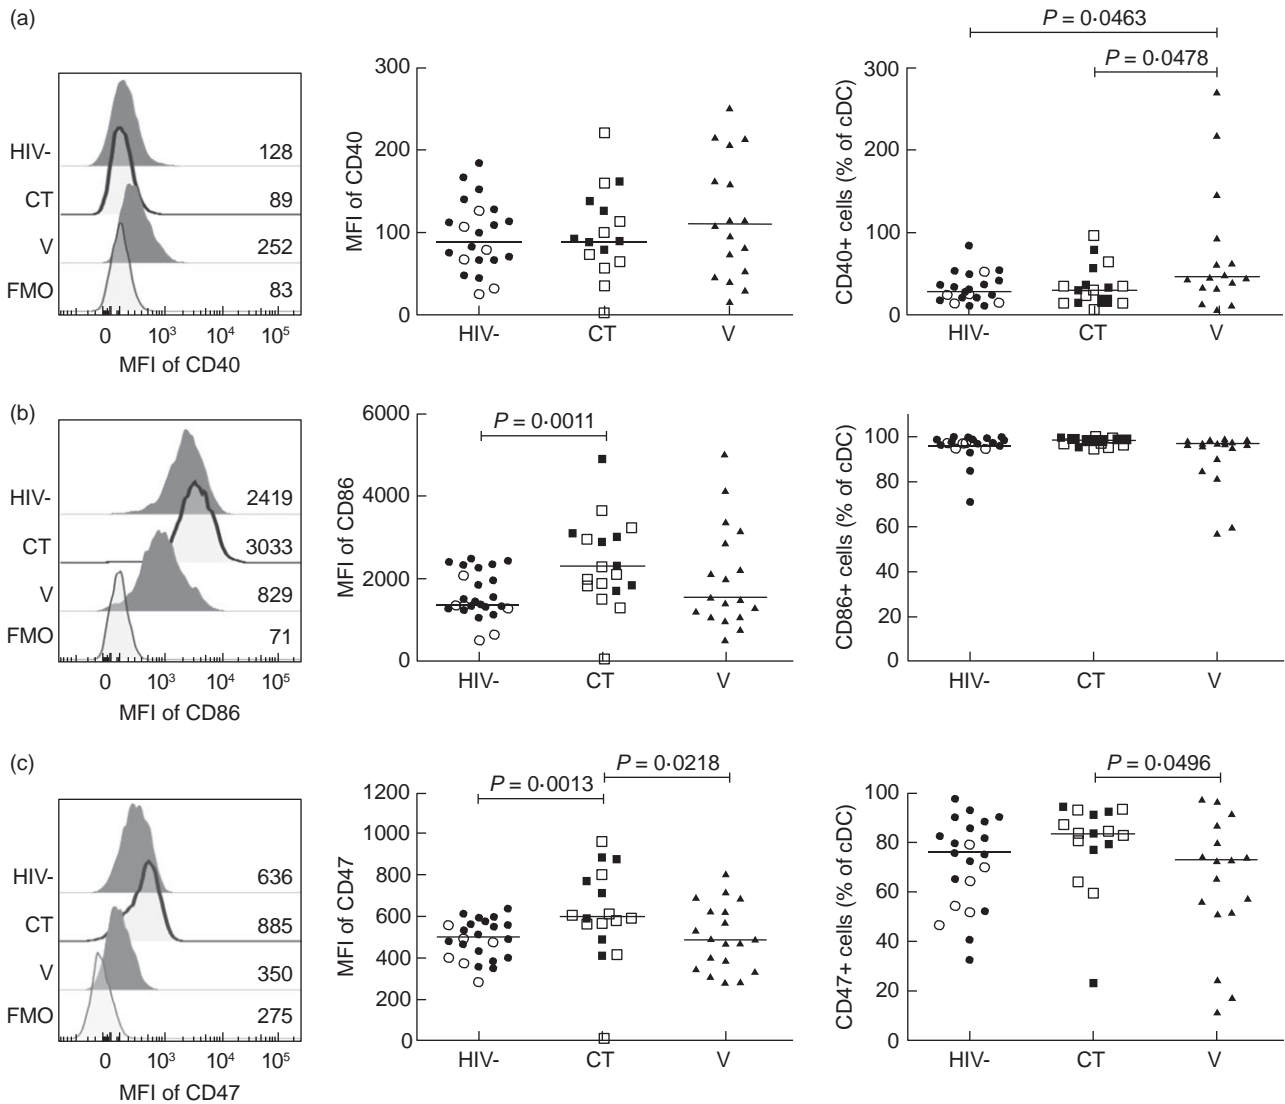 (a)
HIV- 128
CT 89
V 252
FMO 83
0 10³ 10⁴ 10⁵
MFI of CD40
MFI of CD40
300
200
100
0
HIV- CT V
P = 0·0463
P = 0·0478
CD40+ cells (% of cDC)
300
200
100
0
HIV- CT V
(b)
HIV- 2419
CT 3033
V 829
FMO 71
0 10³ 10⁴ 10⁵
MFI of CD86
P = 0·0011
MFI of CD86
6000
4000
2000
0
HIV- CT V
CD86+ cells (% of cDC)
100
80
60
40
20
0
HIV- CT V
(c)
HIV- 636
CT 885
V 350
FMO 275
0 10³ 10⁴ 10⁵
MFI of CD47
P = 0·0218
P = 0·0013
MFI of CD47
1200
1000
800
600
400
200
0
HIV- CT V
P = 0·0496
CD47+ cells (% of cDC)
100
80
60
40
20
0
HIV- CT V